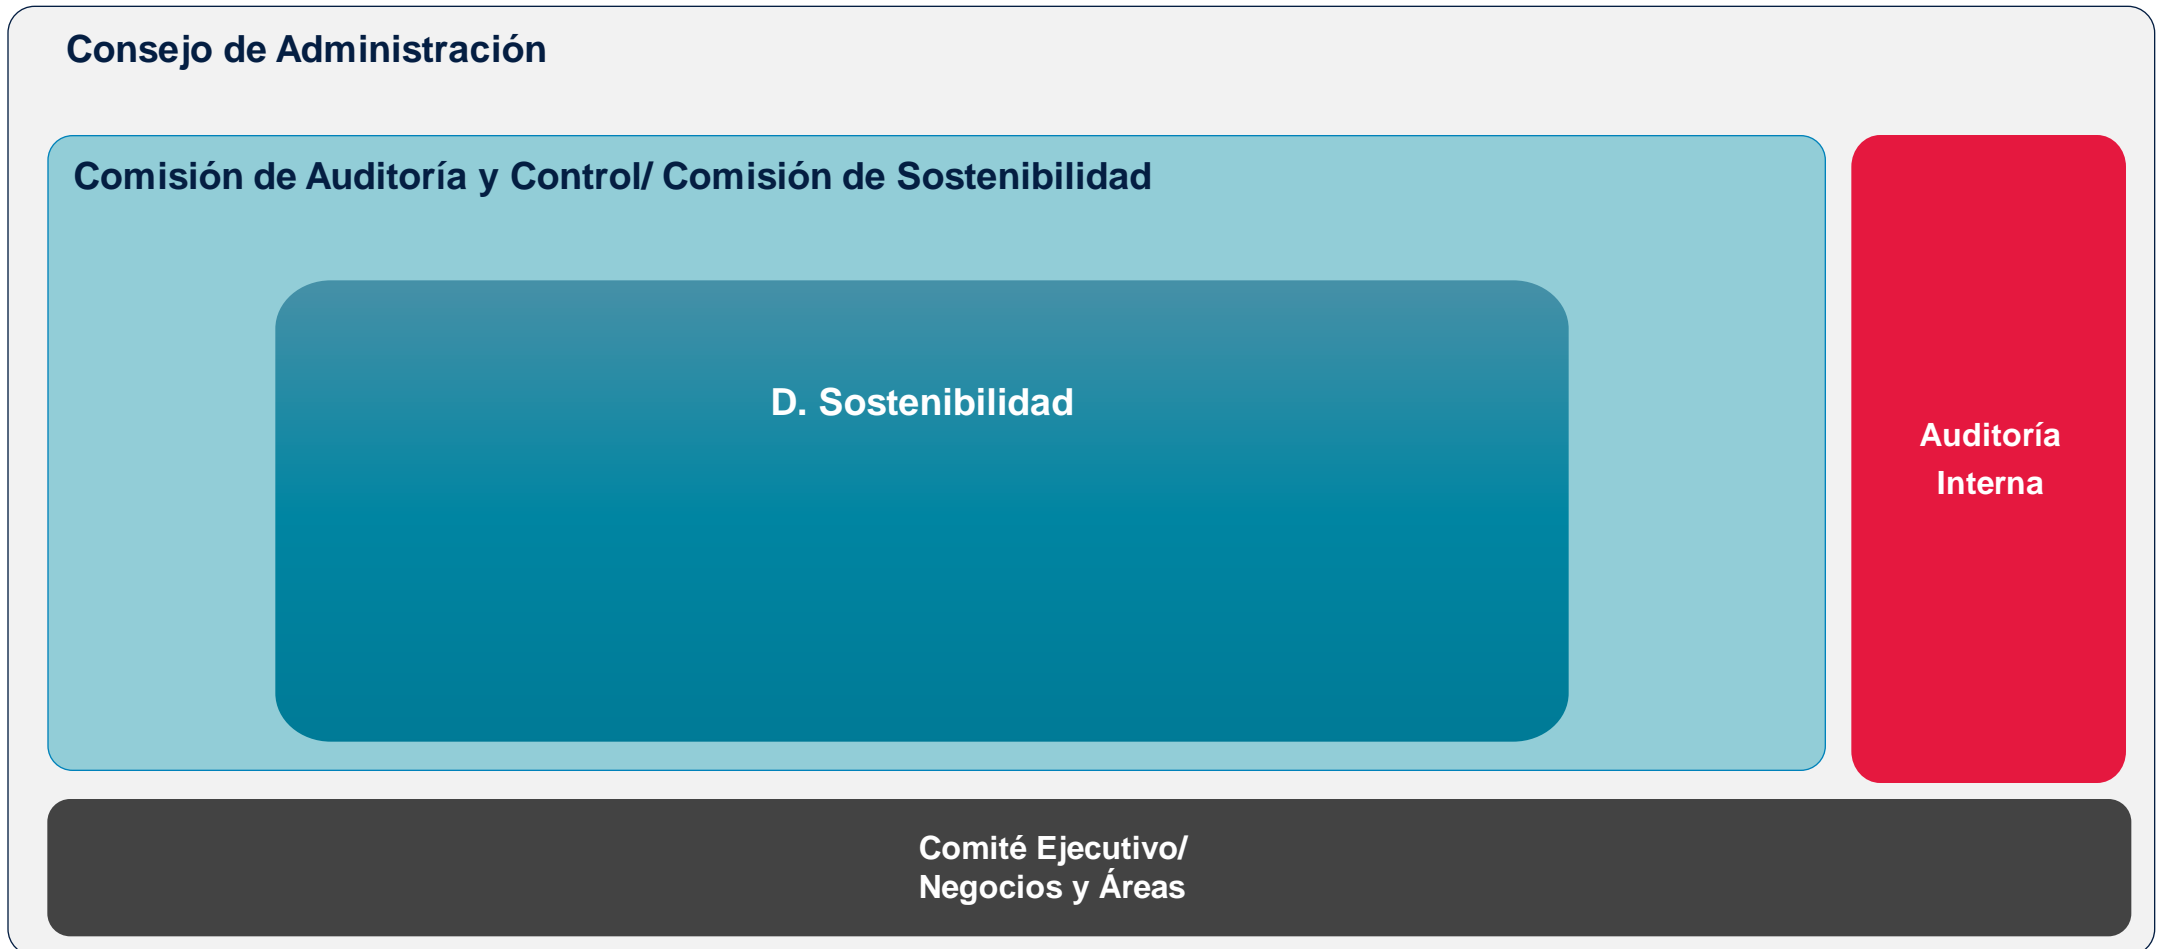 Consejo de Administración
Comisión de Auditoría y Control/ Comisión de Sostenibilidad
D. Sostenibilidad
Auditoría
Interna
Comité Ejecutivo/
Negocios y Áreas